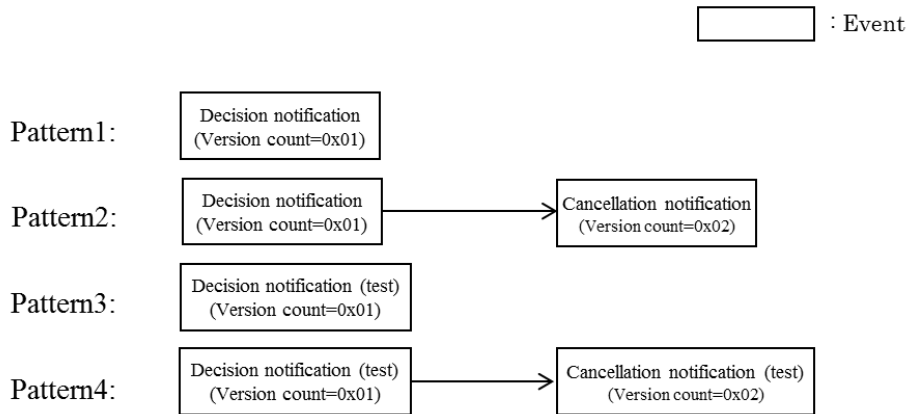 : Event
Pattern1:
Decision notification
(Version count=0x01)
Pattern2:
Decision notification
(Version count=0x01)
Cancellation notification
(Version count=0x02)
Pattern3:
Decision notification (test)
(Version count=0x01)
Pattern4:
Decision notification (test)
(Version count=0x01)
Cancellation notification (test)
(Version count=0x02)